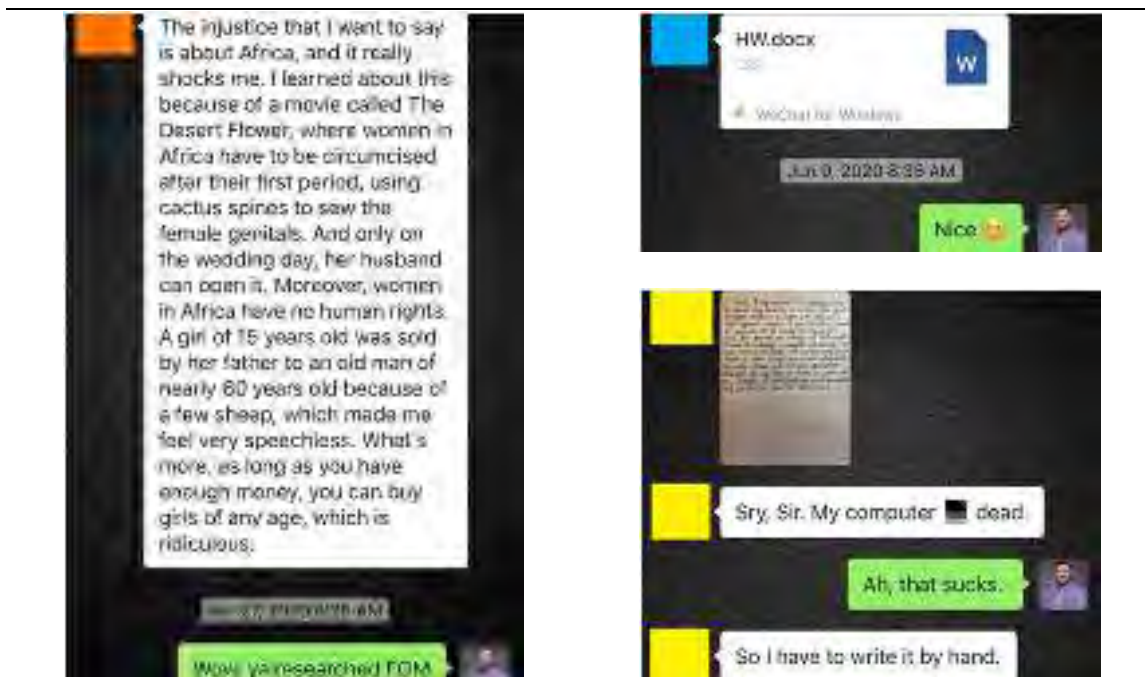 The injustice that I want to say
is about Africa, and it really
shocks me. I learned about this
because of a movie called The
Desert Flower, where women in
Africa have to be circumcised
after their first period, using
cactus spines to sew the
female genitals. And only on
the wedding day, her husband
can open it. Moreover, women
in Africa have no human rights.
A girl of 15 years old was sold
by her father to an old man of
nearly 60 years old because of
a few sheep, which made me
feel very speechless. What's
more, as long as you have
enough money, you can buy
girls of any age, which is
ridiculous.
AM
Wow, ya researched FGM
HW.docx
W
WeChat for Windows
Jun 9, 2020 8:36 AM
Nice
Sry, Sir. My computer dead.
Ah, that sucks.
So I have to write it by hand.